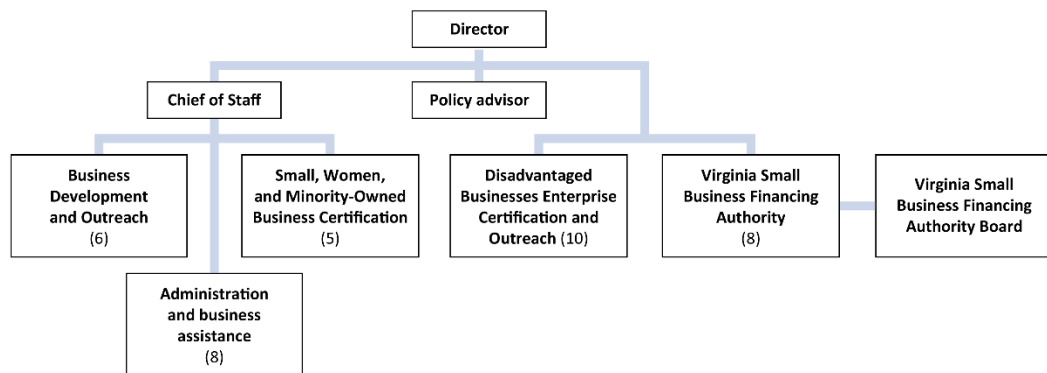 Director
Chief of Staff
Policy advisor
Business
Development
and Outreach
(6)
Small, Women,
and Minority-Owned
Business Certification
(5)
Disadvantaged
Businesses Enterprise
Certification and
Outreach (10)
Virginia Small
Business Financing
Authority
(8)
Virginia Small
Business Financing
Authority Board
Administration
and business
assistance
(8)